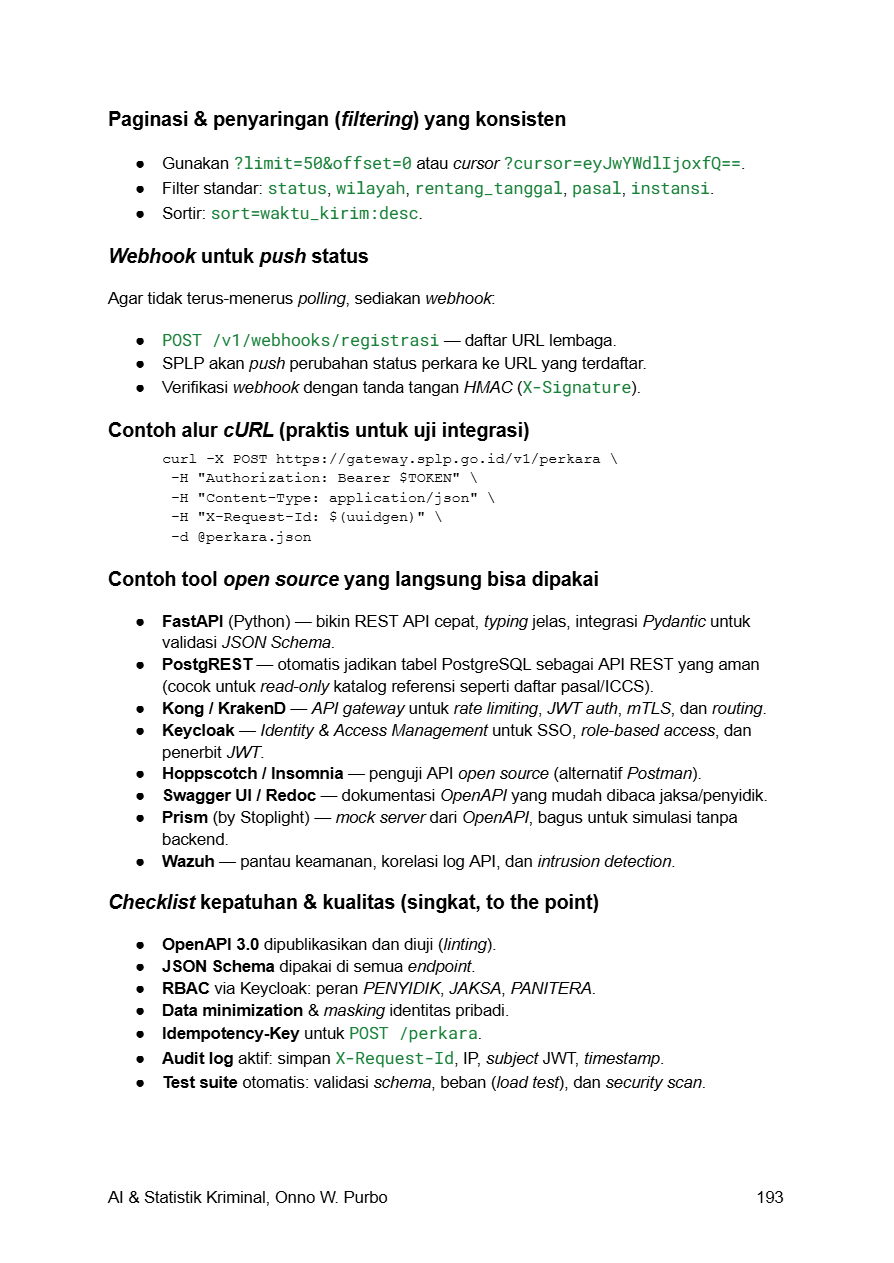 Paginasi & penyaringan (filtering) yang konsisten
● Gunakan ?limit=50&offset=0 atau cursor ?cursor=eyJwYWdlIjoxfQ==.
● Filter standar: status, wilayah, rentang_tanggal, pasal, instansi.
● Sortir: sort=waktu_kirim:desc.
Webhook untuk push status
Agar tidak terus-menerus polling, sediakan webhook:
● POST /v1/webhooks/registrasi — daftar URL lembaga.
● SPLP akan push perubahan status perkara ke URL yang terdaftar.
● Verifikasi webhook dengan tanda tangan HMAC (X-Signature).
Contoh alur cURL (praktis untuk uji integrasi)
curl -X POST https://gateway.splp.go.id/v1/perkara \
-H "Authorization: Bearer $TOKEN" \
-H "Content-Type: application/json" \
-H "X-Request-Id: $(uuidgen)" \
-d @perkara.json
Contoh tool open source yang langsung bisa dipakai
● FastAPI (Python) — bikin REST API cepat, typing jelas, integrasi Pydantic untuk
validasi JSON Schema.
● PostgREST — otomatis jadikan tabel PostgreSQL sebagai API REST yang aman
(cocok untuk read-only katalog referensi seperti daftar pasal/ICCS).
● Kong / KrakenD — API gateway untuk rate limiting, JWT auth, mTLS, dan routing.
● Keycloak — Identity & Access Management untuk SSO, role-based access, dan
penerbit JWT.
● Hoppscotch / Insomnia — penguji API open source (alternatif Postman).
● Swagger UI / Redoc — dokumentasi OpenAPI yang mudah dibaca jaksa/penyidik.
● Prism (by Stoplight) — mock server dari OpenAPI, bagus untuk simulasi tanpa
backend.
● Wazuh — pantau keamanan, korelasi log API, dan intrusion detection.
Checklist kepatuhan & kualitas (singkat, to the point)
● OpenAPI 3.0 dipublikasikan dan diuji (linting).
● JSON Schema dipakai di semua endpoint.
● RBAC via Keycloak: peran PENYIDIK, JAKSA, PANITERA.
● Data minimization & masking identitas pribadi.
● Idempotency-Key untuk POST /perkara.
● Audit log aktif: simpan X-Request-Id, IP, subject JWT, timestamp.
● Test suite otomatis: validasi schema, beban (load test), dan security scan.
AI & Statistik Kriminal, Onno W. Purbo 193